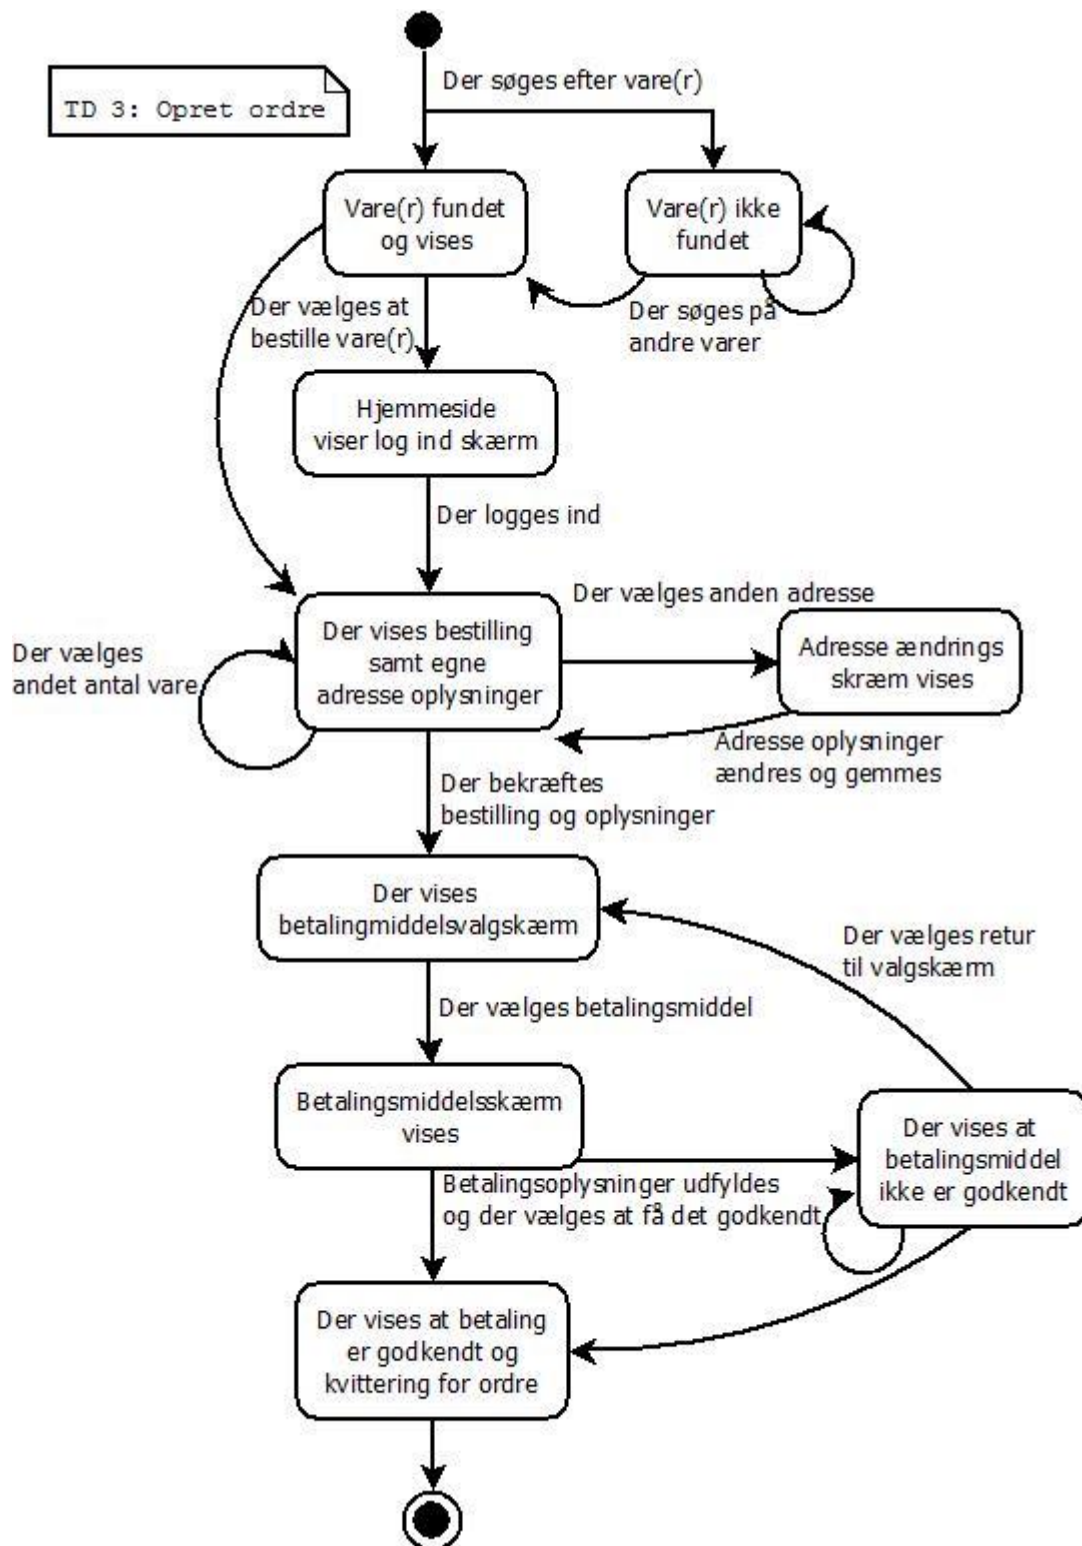 Der søges efter vare(r)
TD 3: Opret ordre
Vare(r) fundet
og vises
Vare(r) ikke
fundet
Der vælges at
bestille vare(r)
Der søges på
andre varer
Hjemmeside
viser log ind skærm
Der logges ind
Der vælges anden adresse
Der vises bestilling
samt egne
adresse oplysninger
Adresse ændrings
skræm vises
Der vælges
andet antal vare
Adresse oplysninger
ændres og gemmes
Der bekræftes
bestilling og oplysninger
Der vises
betalingmiddelsvalgskærm
Der vælges retur
til valgskærm
Der vælges betalingsmiddel
Betalingsmiddelsskærm
vises
Der vises at
betalingsmiddel
ikke er godkendt
Betalingsoplysninger udfyldes
og der vælges at få det godkendt
Der vises at betaling
er godkendt og
kvittering for ordre